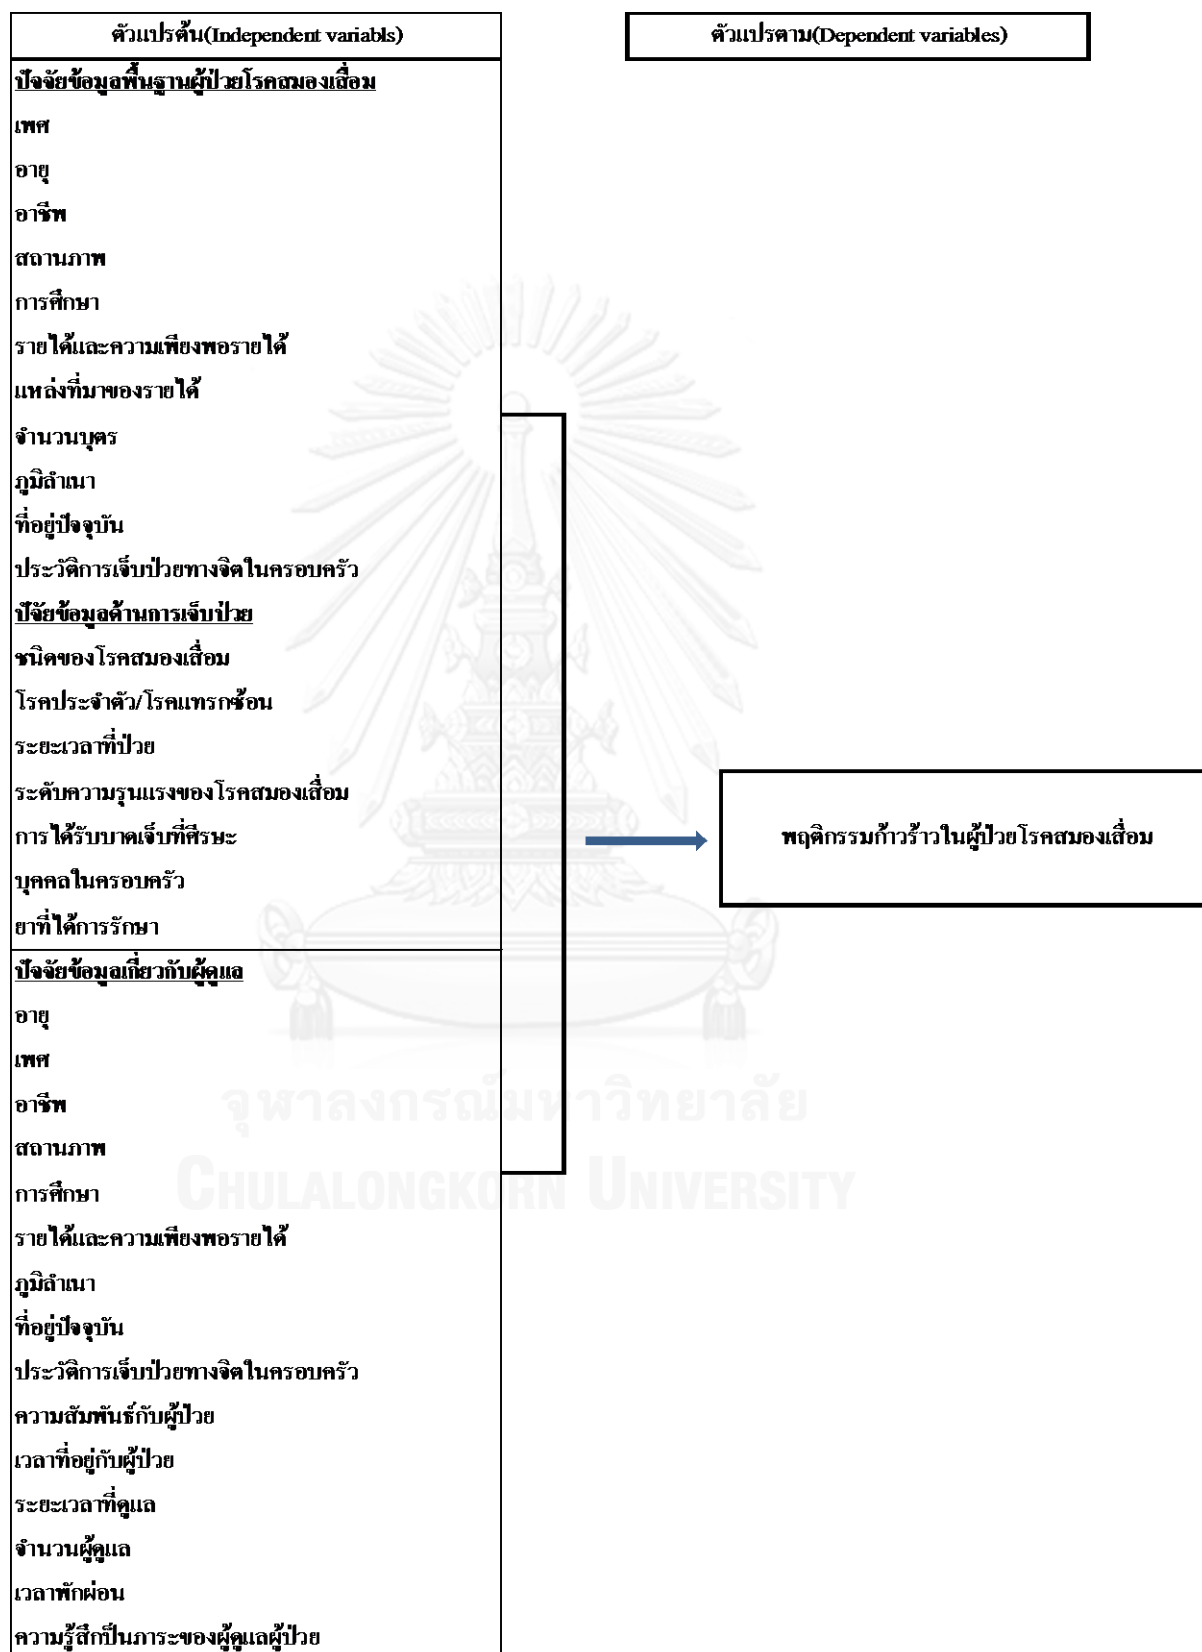 ตัวแปรต้น(Independent variabls)
ตัวแปรตาม(Dependent variables)
ปัจจัยข้อมูลพื้นฐานผู้ป่วยโรคสมองเสื่อม
เพศ
อายุ
อาชีพ
สถานภาพ
การศึกษา
รายได้และความเพียงพอรายได้
แหล่งที่มาของรายได้
จำนวนบุตร
ภูมิลำเนา
ที่อยู่ปัจจุบัน
ประวัติการเจ็บป่วยทางจิตในครอบครัว
ปัจัยข้อมูลด้านการเจ็บป่วย
ชนิดของโรคสมองเสื่อม
โรคประจำตัว/โรคแทรกซ้อน
ระยะเวลาที่ป่วย
ระดับความรุนแรงของโรคสมองเสื่อม
การได้รับบาดเจ็บที่ศีรษะ
บุคคลในครอบครัว
ยาที่ได้การรักษา
พฤติกรรมก้าวร้าวในผู้ป่วยโรคสมองเสื่อม
ปัจจัยข้อมูลเกี่ยวกับผู้ดูแล
อายุ
เพศ
อาชีพ
สถานภาพ
การศึกษา
รายได้และความเพียงพอรายได้
ภูมิลำเนา
ที่อยู่ปัจจุบัน
ประวัติการเจ็บป่วยทางจิตในครอบครัว
ความสัมพันธ์กับผู้ป่วย
เวลาที่อยู่กับผู้ป่วย
ระยะเวลาที่ดูแล
จำนวนผู้ดูแล
เวลาพักผ่อน
ความรู้สึกป็นภาระของผู้ดูแลผู้ป่วย
จุฬาลงกรณ์มหาวิทยาลัย
CHULALONGKORN UNIVERSITY